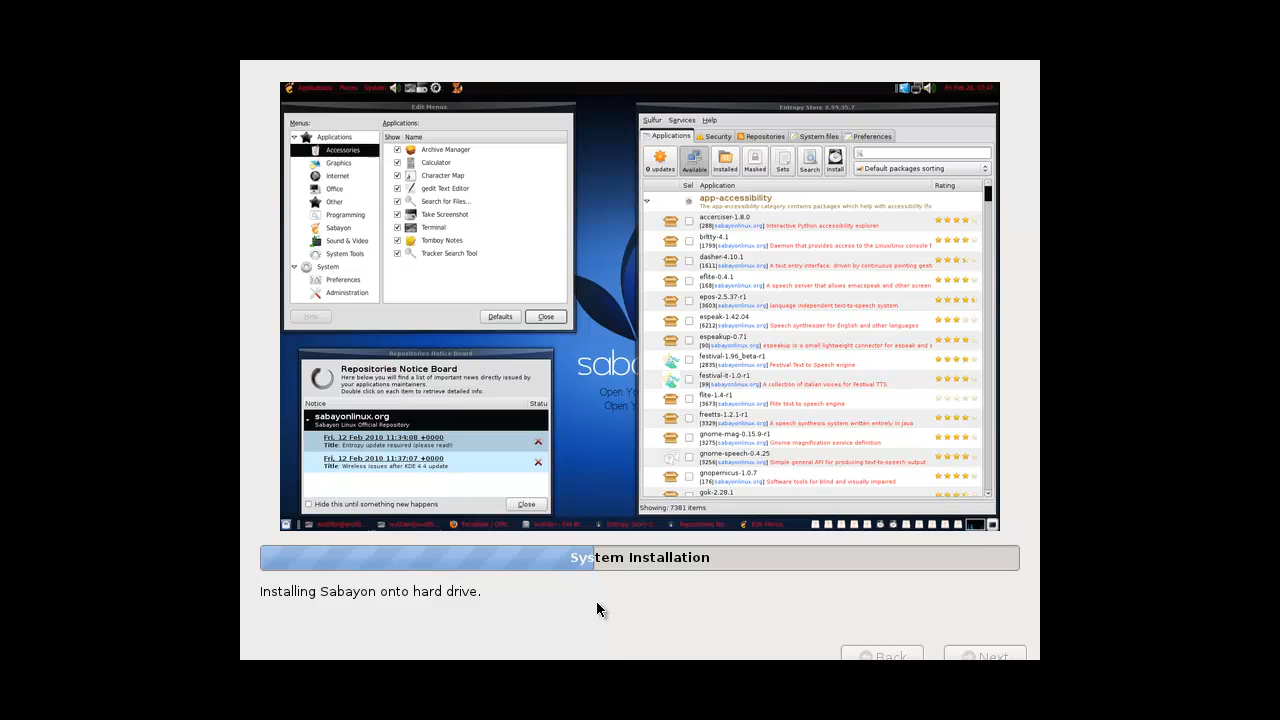 Applications Places System
Fri Feb 26, 17:47
Edit Menus
Menus:
Applications:
Applications
Accessories
Graphics
Internet
Office
Other
Programming
Sabayon
Sound & Video
System Tools
System
Preferences
Administration
Show Name
Archive Manager
Calculator
Character Map
gedit Text Editor
Search for Files...
Take Screenshot
Terminal
Tomboy Notes
Tracker Search Tool
Help
Defaults
Close
Repositories Notice Board
Repositories Notice Board
Here below you will find a list of important news directly issued by
your applications maintainers.
Double click on each item to retrieve detailed info.
Notice Statu
sabayonlinux.org
Sabayon Linux Official Repository
Fri, 12 Feb 2010 11:34:08 +0000
Title: Entropy update required (please read!)
Fri, 12 Feb 2010 11:37:07 +0000
Title: Wireless issues after KDE 4.4 update
Hide this until something new happens
Close
sab
Open Y
Open Y
Entropy Store 0.99.35.7
Sulfur Services Help
Applications Security Repositories System files Preferences
0 updates Available Installed Masked Sets Search Install
Default packages sorting
Sel Application Rating
app-accessibility
The app-accessibility category contains packages which help with accessibility (fo
accerciser-1.8.0
[288|sabayonlinux.org] Interactive Python accessibility explorer
brltty-4.1
[1799|sabayonlinux.org] Daemon that provides access to the Linux/Unix console f
dasher-4.10.1
[1611|sabayonlinux.org] A text entry interface, driven by continuous pointing gest
eflite-0.4.1
[168|sabayonlinux.org] A speech server that allows emacspeak and other screen
epos-2.5.37-r1
[3603|sabayonlinux.org] language independent text-to-speech system
espeak-1.42.04
[6212|sabayonlinux.org] Speech synthesizer for English and other languages
espeakup-0.71
[90|sabayonlinux.org] espeakup is a small lightweight connector for espeak and s
festival-1.96_beta-r1
[2835|sabayonlinux.org] Festival Text to Speech engine
festival-it-1.0-r1
[99|sabayonlinux.org] A collection of italian voices for Festival TTS
flite-1.4-r1
[3673|sabayonlinux.org] Flite text to speech engine
freetts-1.2.1-r1
[3329|sabayonlinux.org] A speech synthesis system written entirely in Java
gnome-mag-0.15.9-r1
[3275|sabayonlinux.org] Gnome magnification service definition
gnome-speech-0.4.25
[3256|sabayonlinux.org] Simple general API for producing text-to-speech output
gnopernicus-1.0.7
[176|sabayonlinux.org] Software tools for blind and visually impaired
gok-2.28.1
Showing: 7381 items
Entropy Store Repositories No Edit Menus
System Installation
Installing Sabayon onto hard drive.
Back Next